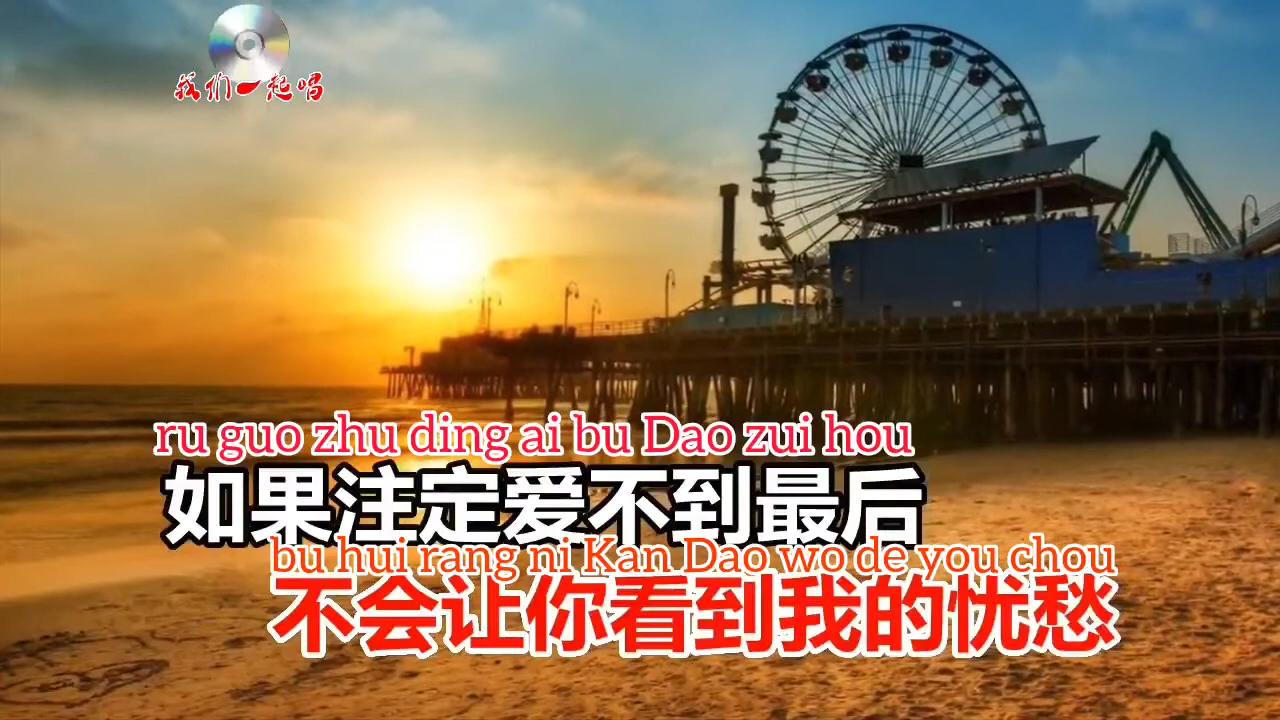 我们一起唱
ru guo zhu ding ai bu Dao zui hou
如果注定爱不到最后
bu hui rang ni Kan Dao wo de you chou
不会让你看到我的忧愁